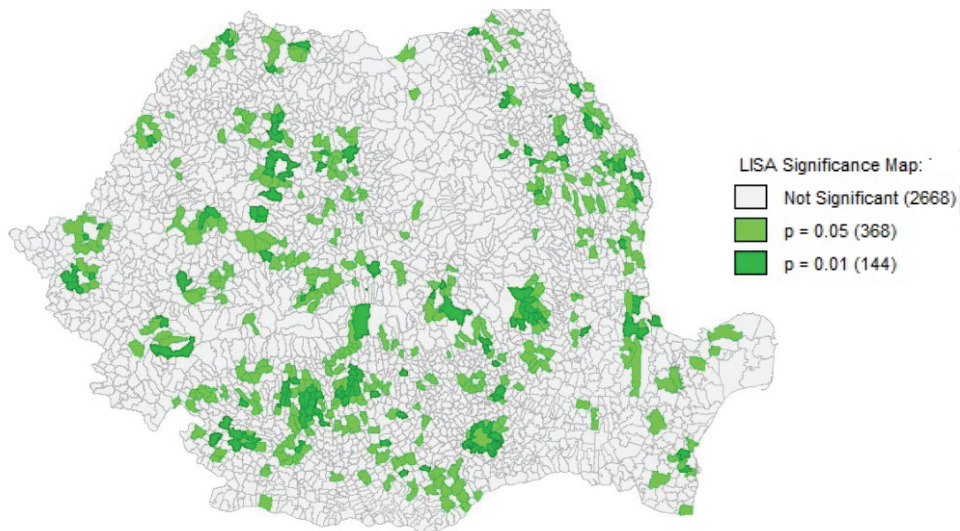 LISA Significance Map:
Not Significant (2668)
p = 0.05 (368)
p = 0.01 (144)